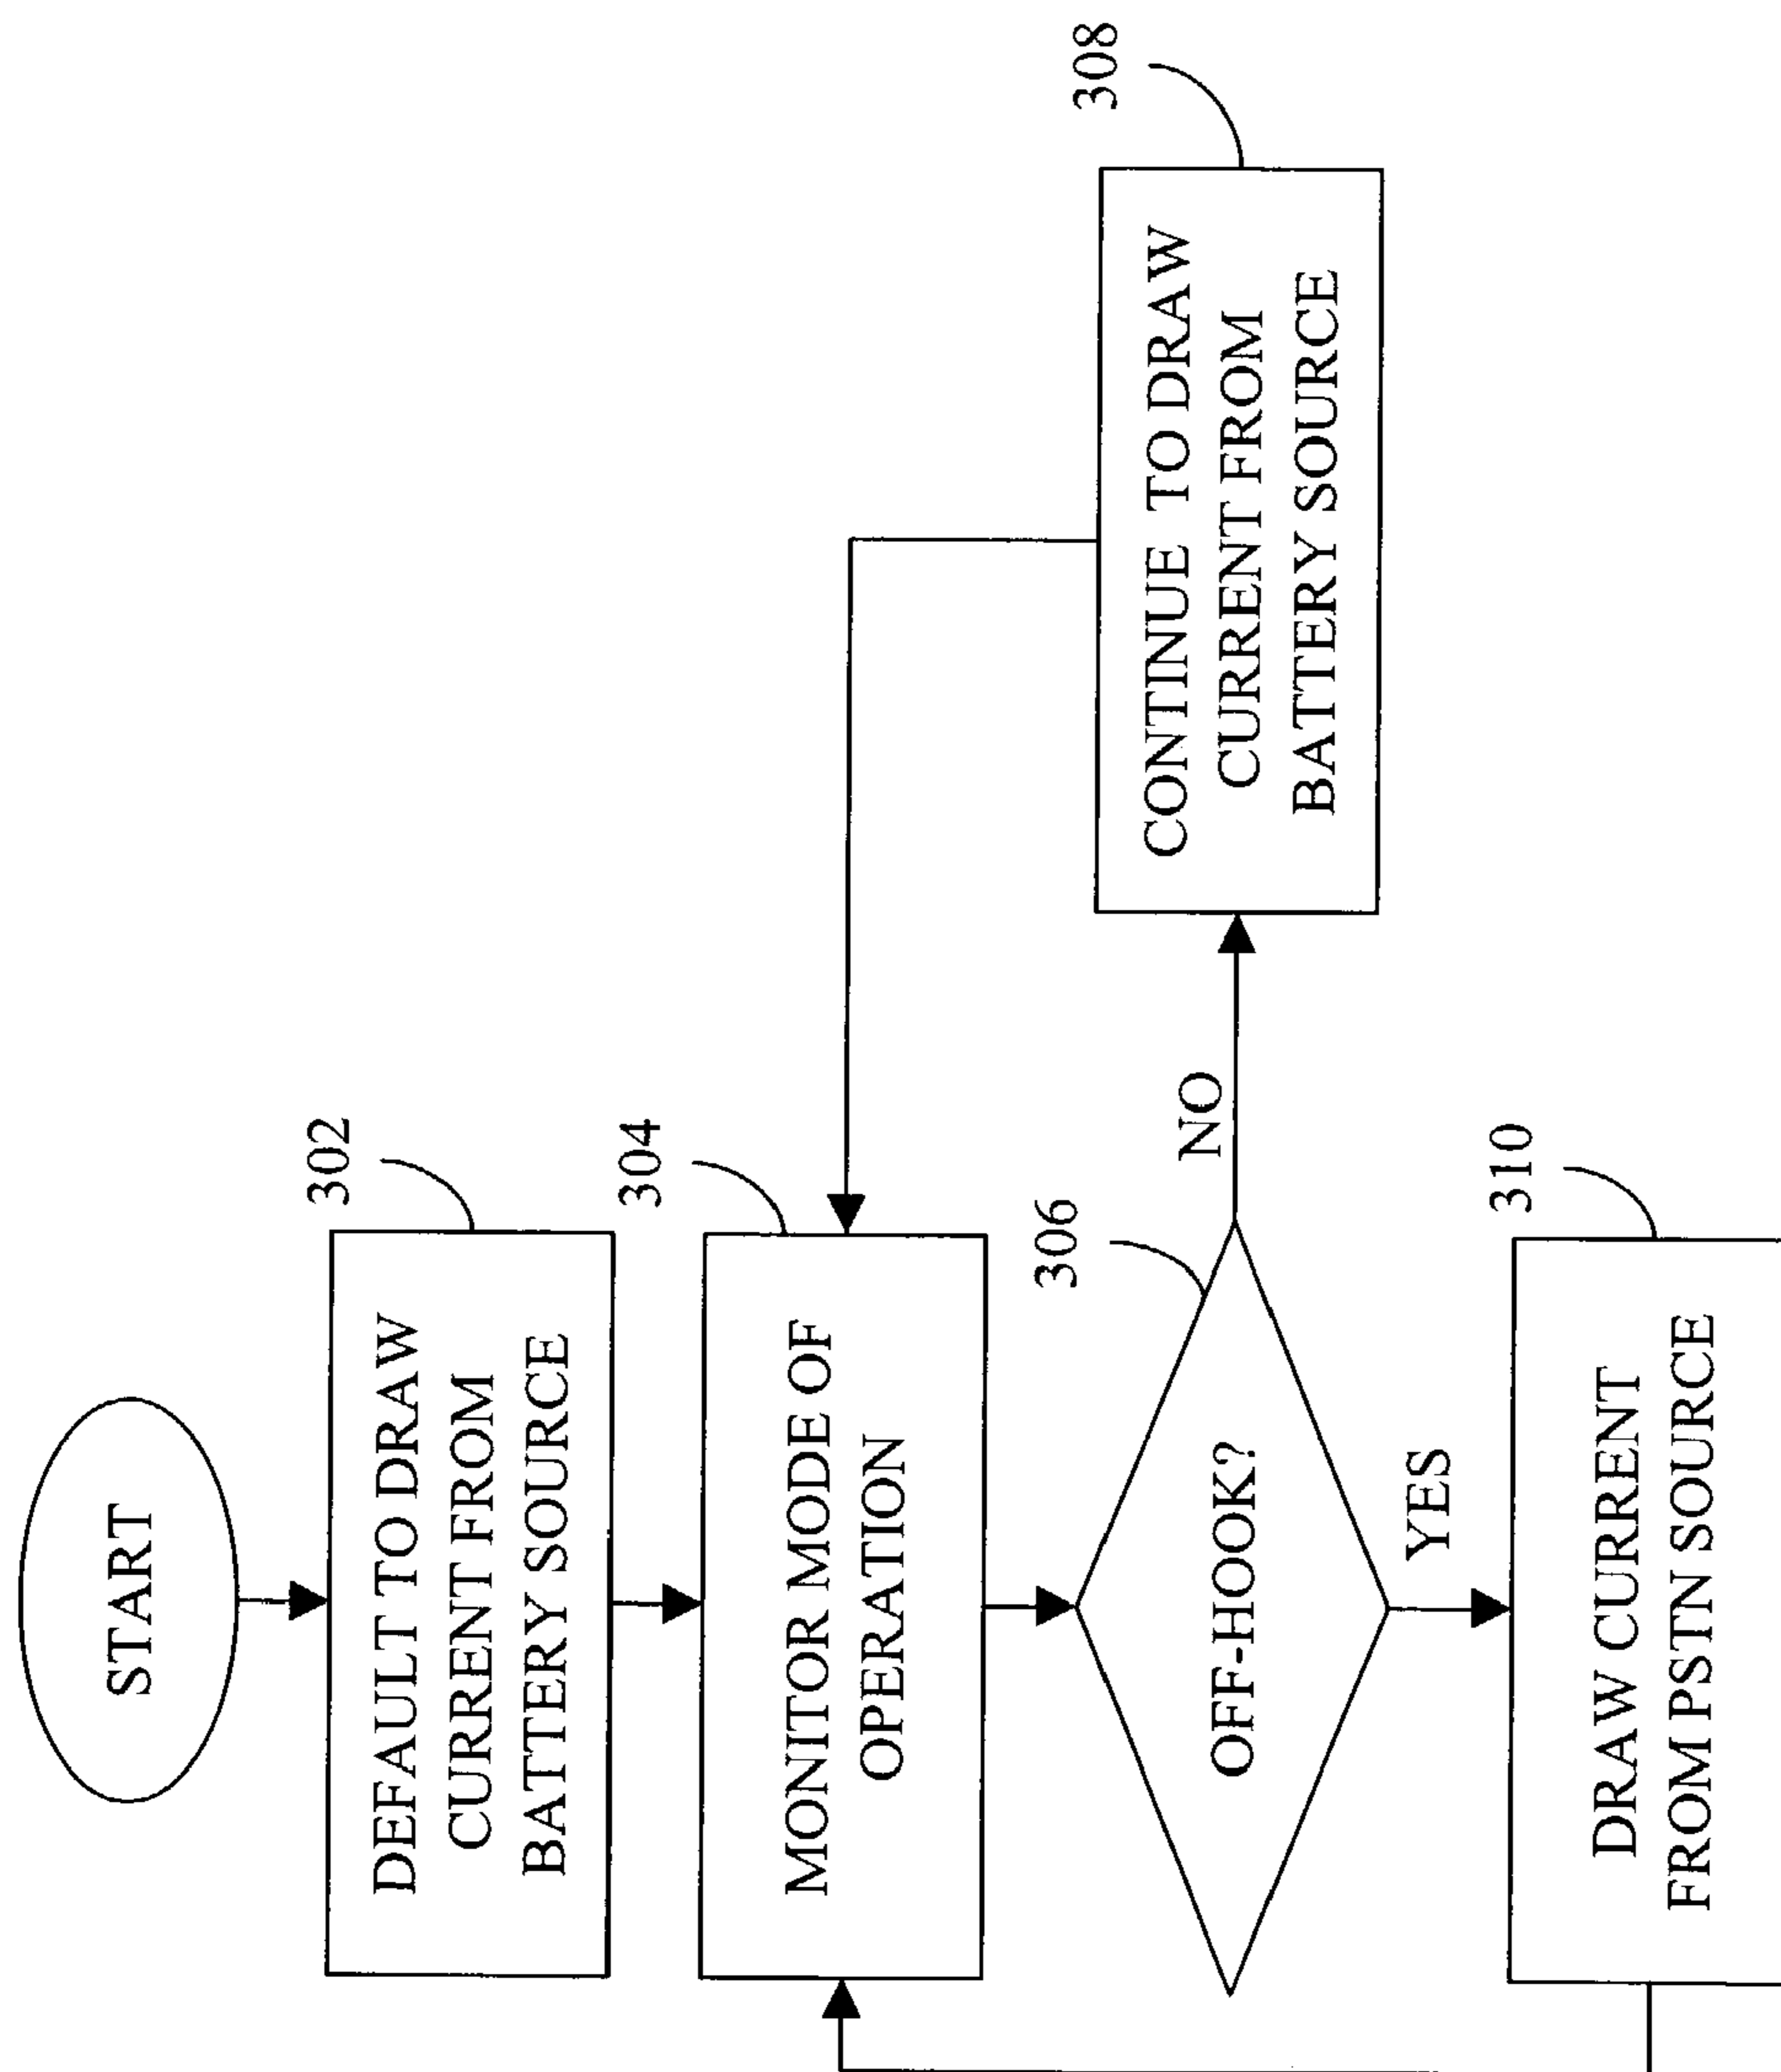 START
302
DEFAULT TO DRAW
CURRENT FROM
BATTERY SOURCE
304
MONITOR MODE OF
OPERATION
306
OFF-HOOK?
NO
308
CONTINUE TO DRAW
CURRENT FROM
BATTERY SOURCE
YES
310
DRAW CURRENT
FROM PSTN SOURCE